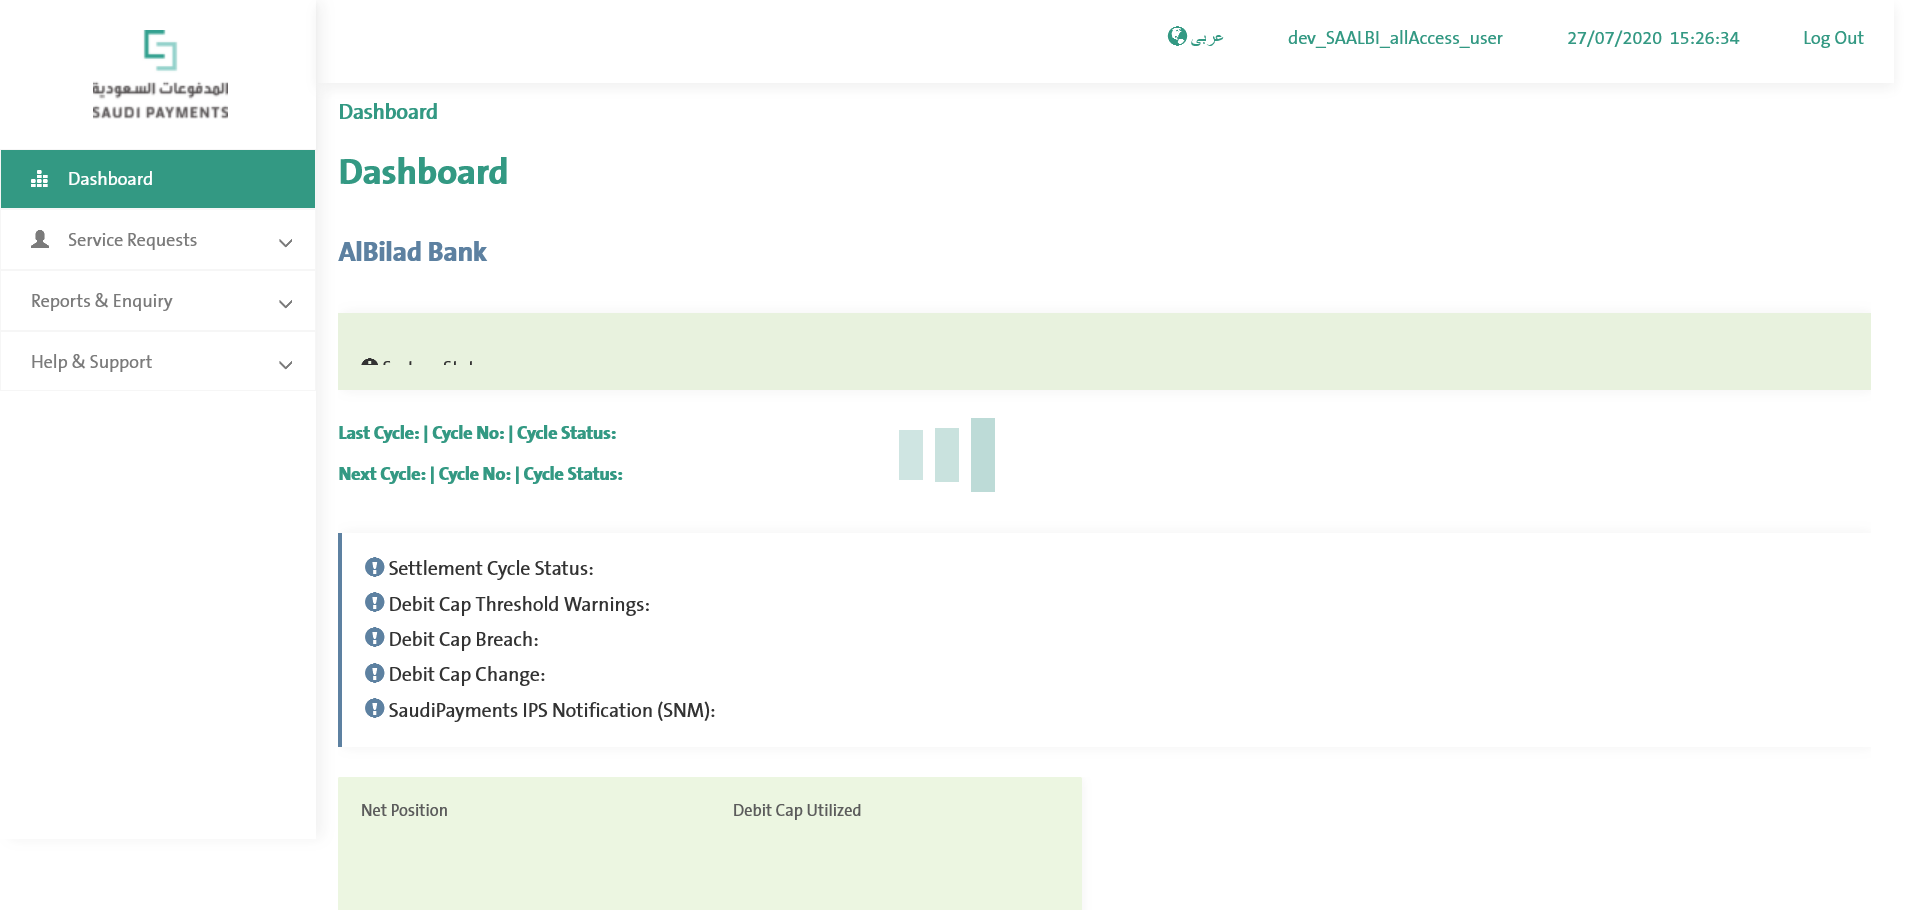 المدفوعات السعودية
SAUDI PAYMENTS
عربى
dev_SAALBI_allAccess_user
27/07/2020 15:26:34
Log Out
Dashboard
Service Requests
Reports & Enquiry
Help & Support
Dashboard
Dashboard
AlBilad Bank
Last Cycle: | Cycle No: | Cycle Status:
Next Cycle: | Cycle No: | Cycle Status:
Settlement Cycle Status:
Debit Cap Threshold Warnings:
Debit Cap Breach:
Debit Cap Change:
SaudiPayments IPS Notification (SNM):
Net Position
Debit Cap Utilized